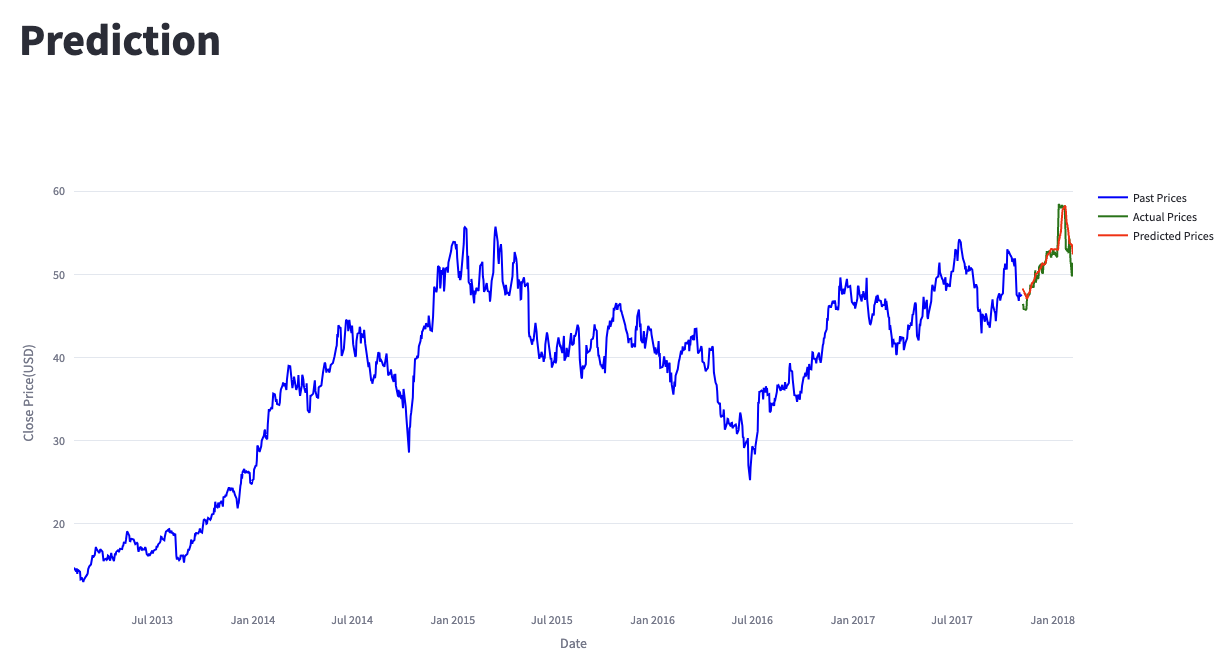 Prediction
60
50
40
30
20
Close Price(USD)
Jul 2013
Jan 2014
Jul 2014
Jan 2015
Jul 2015
Jan 2016
Jul 2016
Jan 2017
Jul 2017
Jan 2018
Date
Past Prices
Actual Prices
Predicted Prices